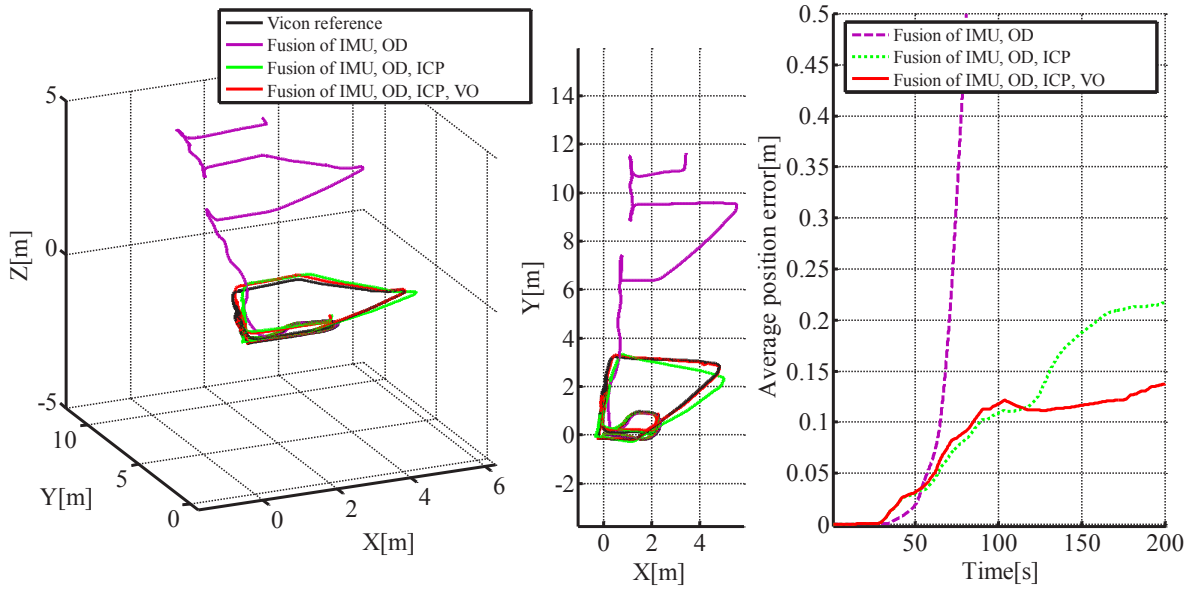 Vicon reference
Fusion of IMU, OD
Fusion of IMU, OD, ICP
Fusion of IMU, OD, ICP, VO
5
0
-5
Z[m]
10
5
0
Y[m]
0
2
4
6
X[m]
14
12
10
8
6
4
2
0
-2
Y[m]
0
2
4
X[m]
Fusion of IMU, OD
Fusion of IMU, OD, ICP
Fusion of IMU, OD, ICP, VO
0.5
0.45
0.4
0.35
0.3
0.25
0.2
0.15
0.1
0.05
0
Average position error[m]
50
100
150
200
Time[s]